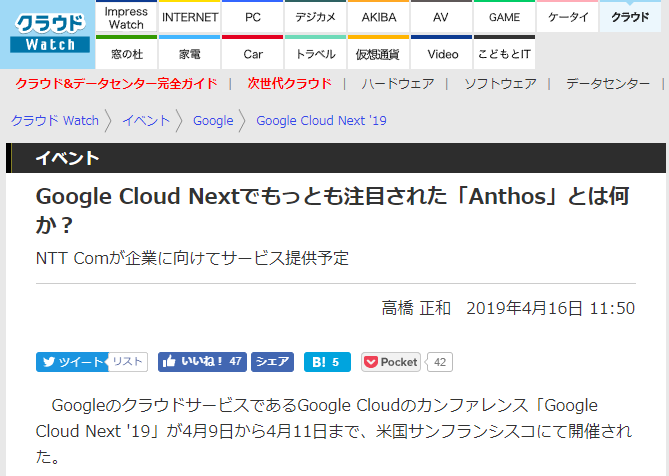 クラウド
Watch
Impress Watch
INTERNET
PC
デジカメ
AKIBA
AV
GAME
ケータイ
クラウド
窓の杜
家電
Car
トラベル
仮想通貨
Video
こどもとIT
クラウド&データセンター完全ガイド | 次世代クラウド | ハードウェア | ソフトウェア | データセンター |
クラウド Watch 〉 イベント 〉 Google 〉 Google Cloud Next '19
イベント
Google Cloud Nextでもっとも注目された「Anthos」とは何
か？
NTT Comが企業に向けてサービス提供予定
高橋 正和 2019年4月16日 11:50
ツイート リスト いいね！ 47 シェア B! 5 Pocket 42
GoogleのクラウドサービスであるGoogle Cloudのカンファレンス「Google
Cloud Next '19」が4月9日から4月11日まで、米国サンフランシスコにて開催され
た。